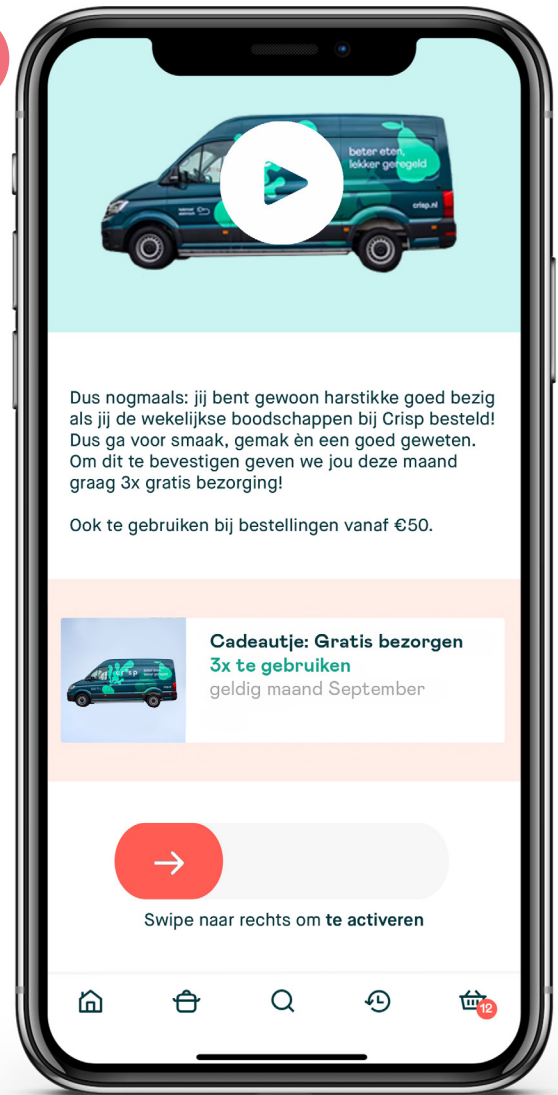 beter eten,
lekker geregeld
crisp.nl
Dus nogmaals: jij bent gewoon harstikke goed bezig
als jij de wekelijkse boodschappen bij Crisp besteld!
Dus ga voor smaak, gemak èn een goed geweten.
Om dit te bevestigen geven we jou deze maand
graag 3x gratis bezorging!
Ook te gebruiken bij bestellingen vanaf €50.
Cadeautje: Gratis bezorgen
3x te gebruiken
geldig maand September
Swipe naar rechts om te activeren
12